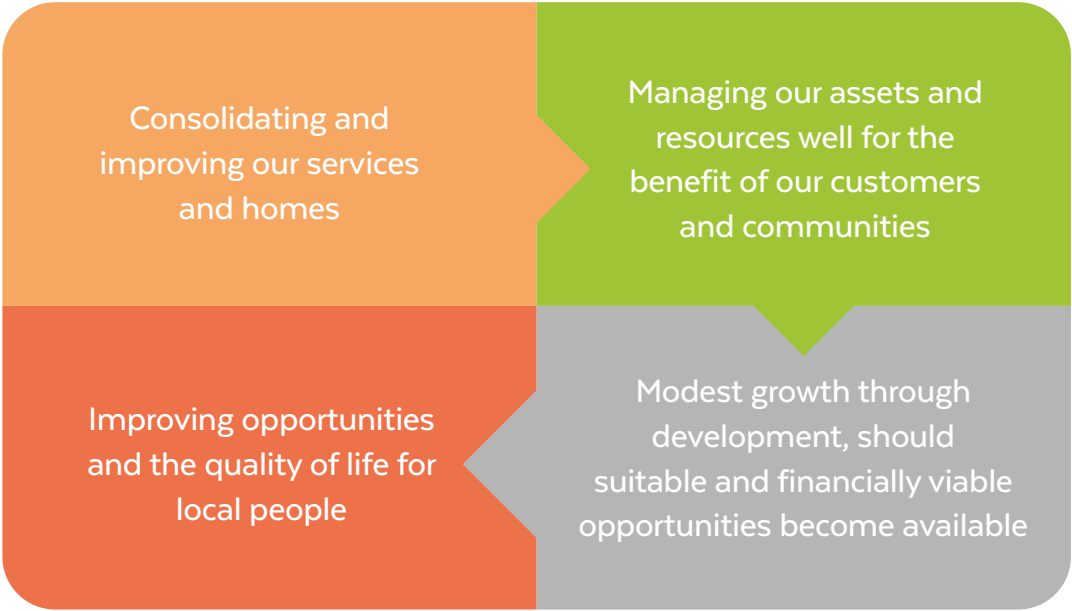 Consolidating and
improving our services
and homes
Managing our assets and
resources well for the
benefit of our customers
and communities
Improving opportunities
and the quality of life for
local people
Modest growth through
development, should
suitable and financially viable
opportunities become available